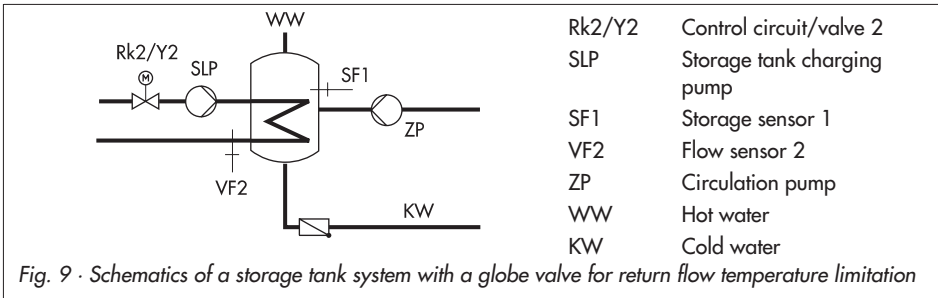 WW
Rk2/Y2
M
SLP
SF1
ZP
VF2
KW
Rk2/Y2 Control circuit/valve 2
SLP Storage tank charging
pump
SF1 Storage sensor 1
VF2 Flow sensor 2
ZP Circulation pump
WW Hot water
KW Cold water
Fig. 9 · Schematics of a storage tank system with a globe valve for return flow temperature limitation